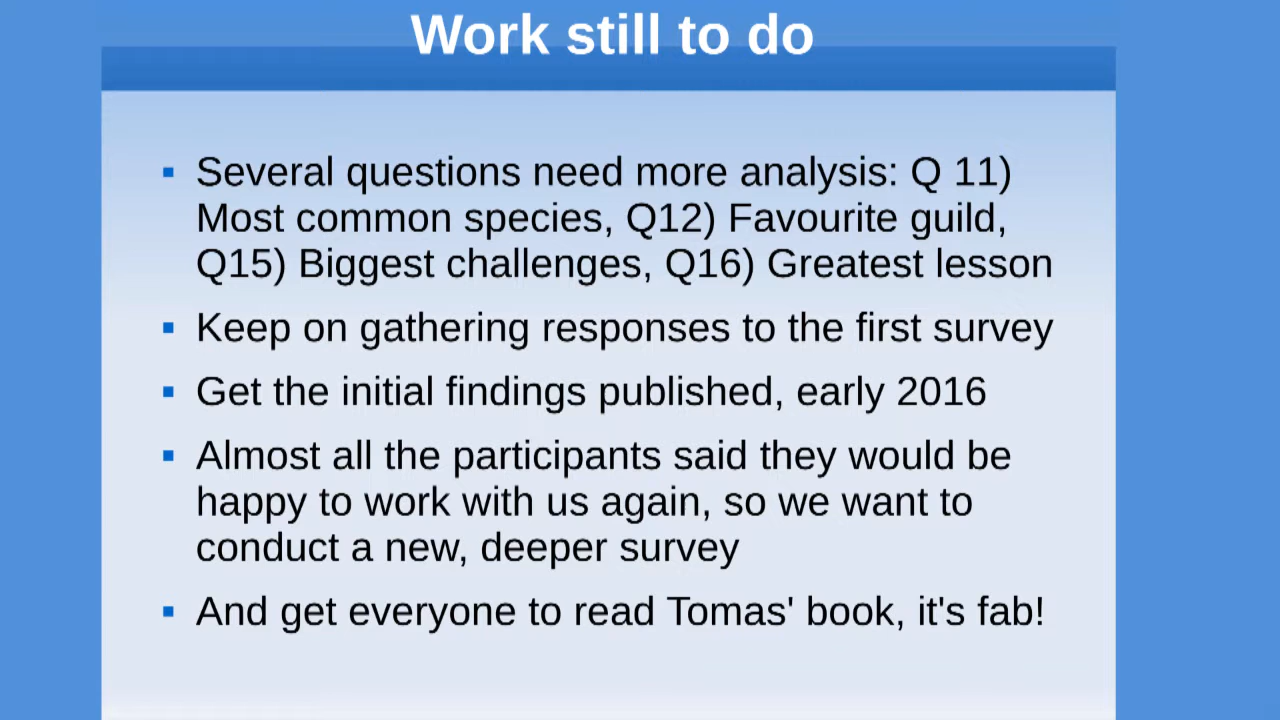 Work still to do
Several questions need more analysis: Q 11)
Most common species, Q12) Favourite guild,
Q15) Biggest challenges, Q16) Greatest lesson
Keep on gathering responses to the first survey
Get the initial findings published, early 2016
Almost all the participants said they would be
happy to work with us again, so we want to
conduct a new, deeper survey
And get everyone to read Tomas' book, it's fab!